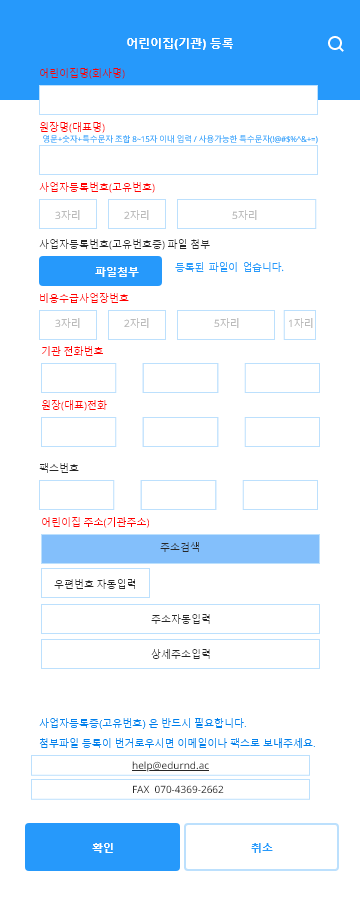 어린이집(기관) 등록
어린이집명(회사명)
원장명(대표명)
영문+숫자+특수문자 조합 8~15자 이내 입력 / 사용가능한 특수문자(!@#$%^&+=)
사업자등록번호(고유번호)
3자리 2자리 5자리
사업자등록번호(고유번호증) 파일 첨부
파일첨부 등록된 파일이 없습니다.
비용수급사업장번호
3자리 2자리 5자리 1자리
기관 전화번호
원장(대표)전화
팩스번호
어린이집 주소(기관주소)
주소검색
우편번호 자동입력
주소자동입력
상세주소입력
사업자등록증(고유번호) 은 반드시 필요합니다.
첨부파일 등록이 번거로우시면 이메일이나 팩스로 보내주세요.
help@edurnd.ac
FAX 070-4369-2662
확인 취소